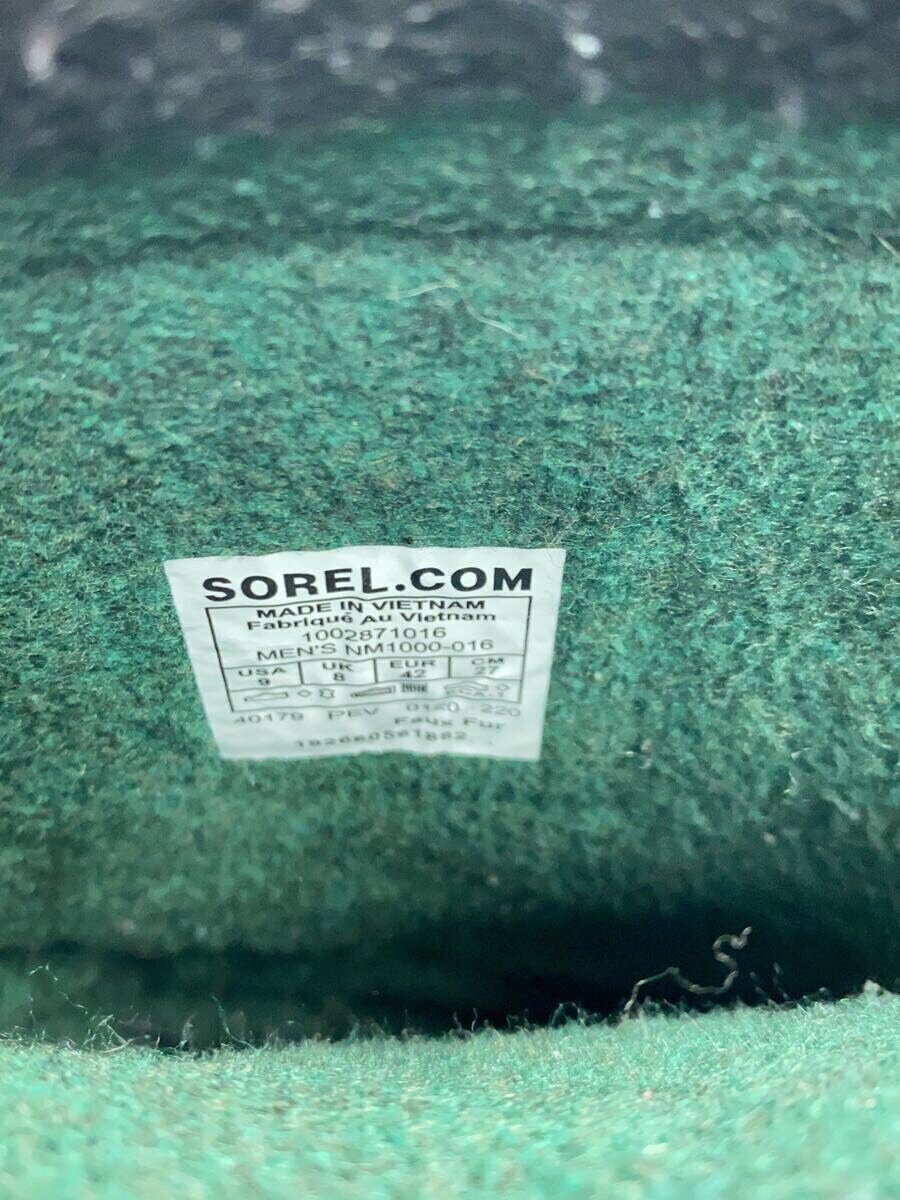 SOREL.COM
MADE IN VIETNAM
Fabriqué Au Vietnam
1002871016
MEN'S NM1000-016
USA UK EUR CM
9 8 42 27
40179 PEV 220
Faux Fur